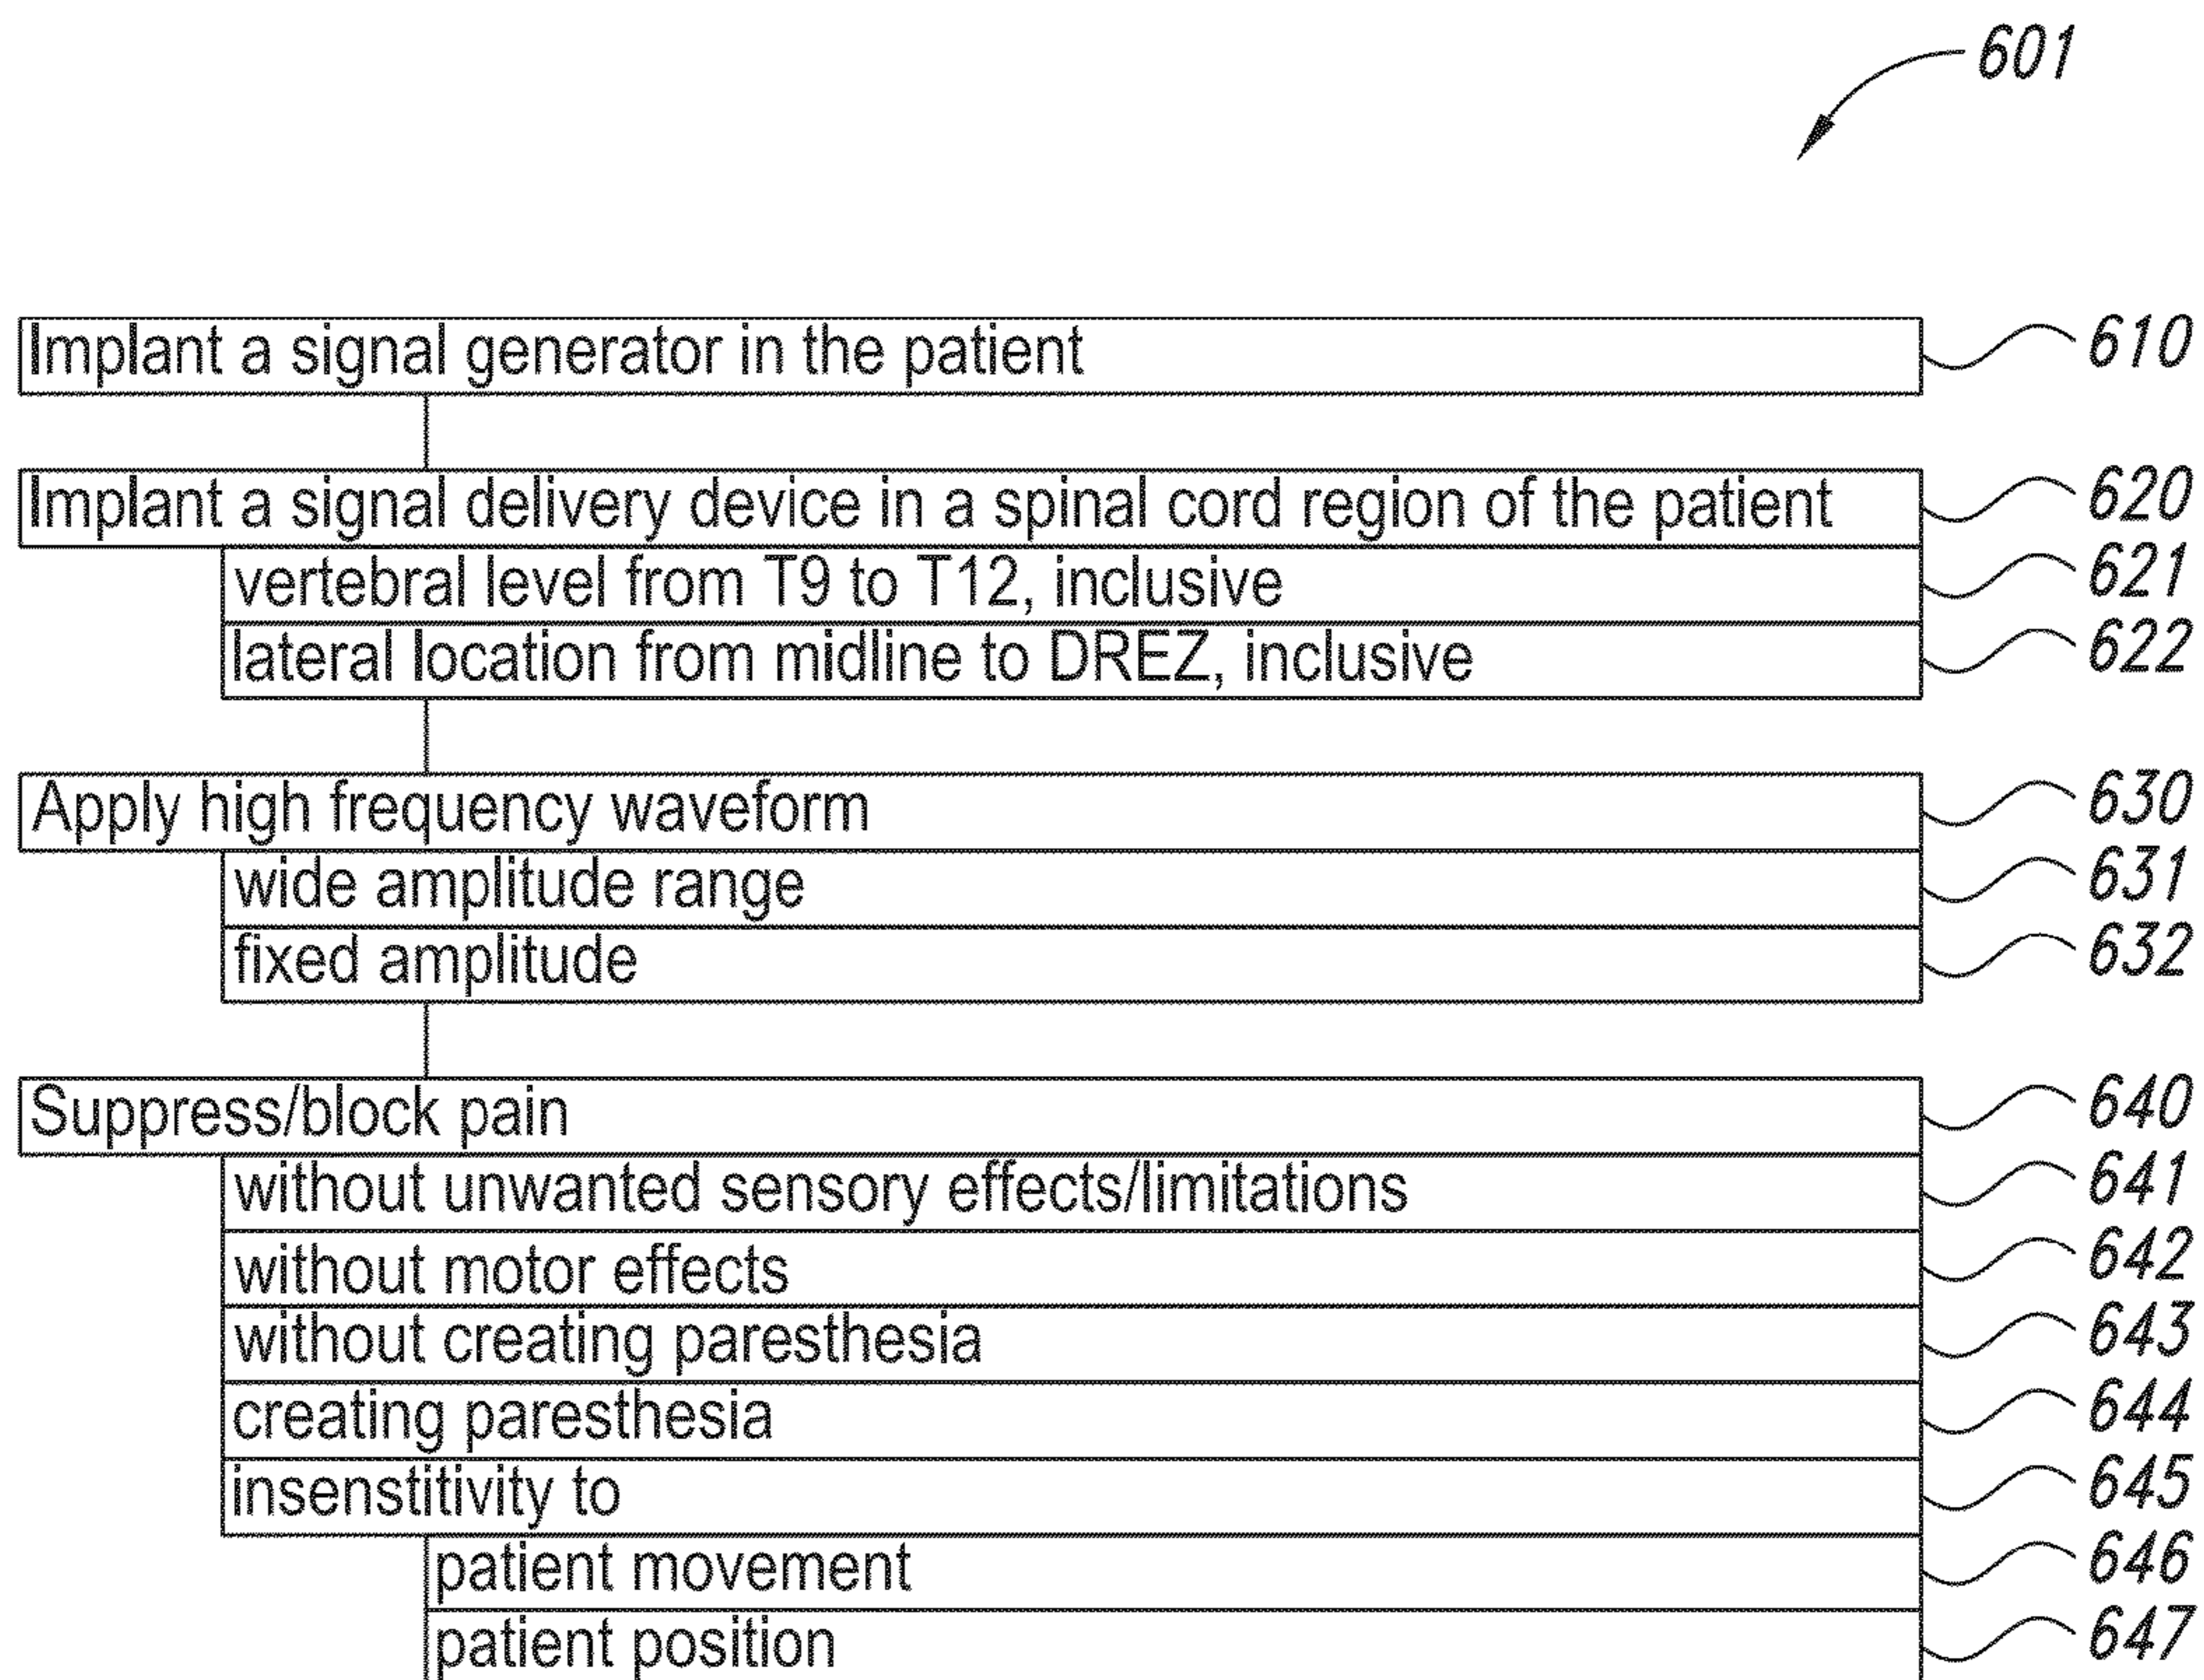 601
Implant a signal generator in the patient 610
Implant a signal delivery device in a spinal cord region of the patient 620
vertebral level from T9 to T12, inclusive 621
lateral location from midline to DREZ, inclusive 622
Apply high frequency waveform 630
wide amplitude range 631
fixed amplitude 632
Suppress/block pain 640
without unwanted sensory effects/limitations 641
without motor effects 642
without creating paresthesia 643
creating paresthesia 644
insenstitivity to 645
patient movement 646
patient position 647